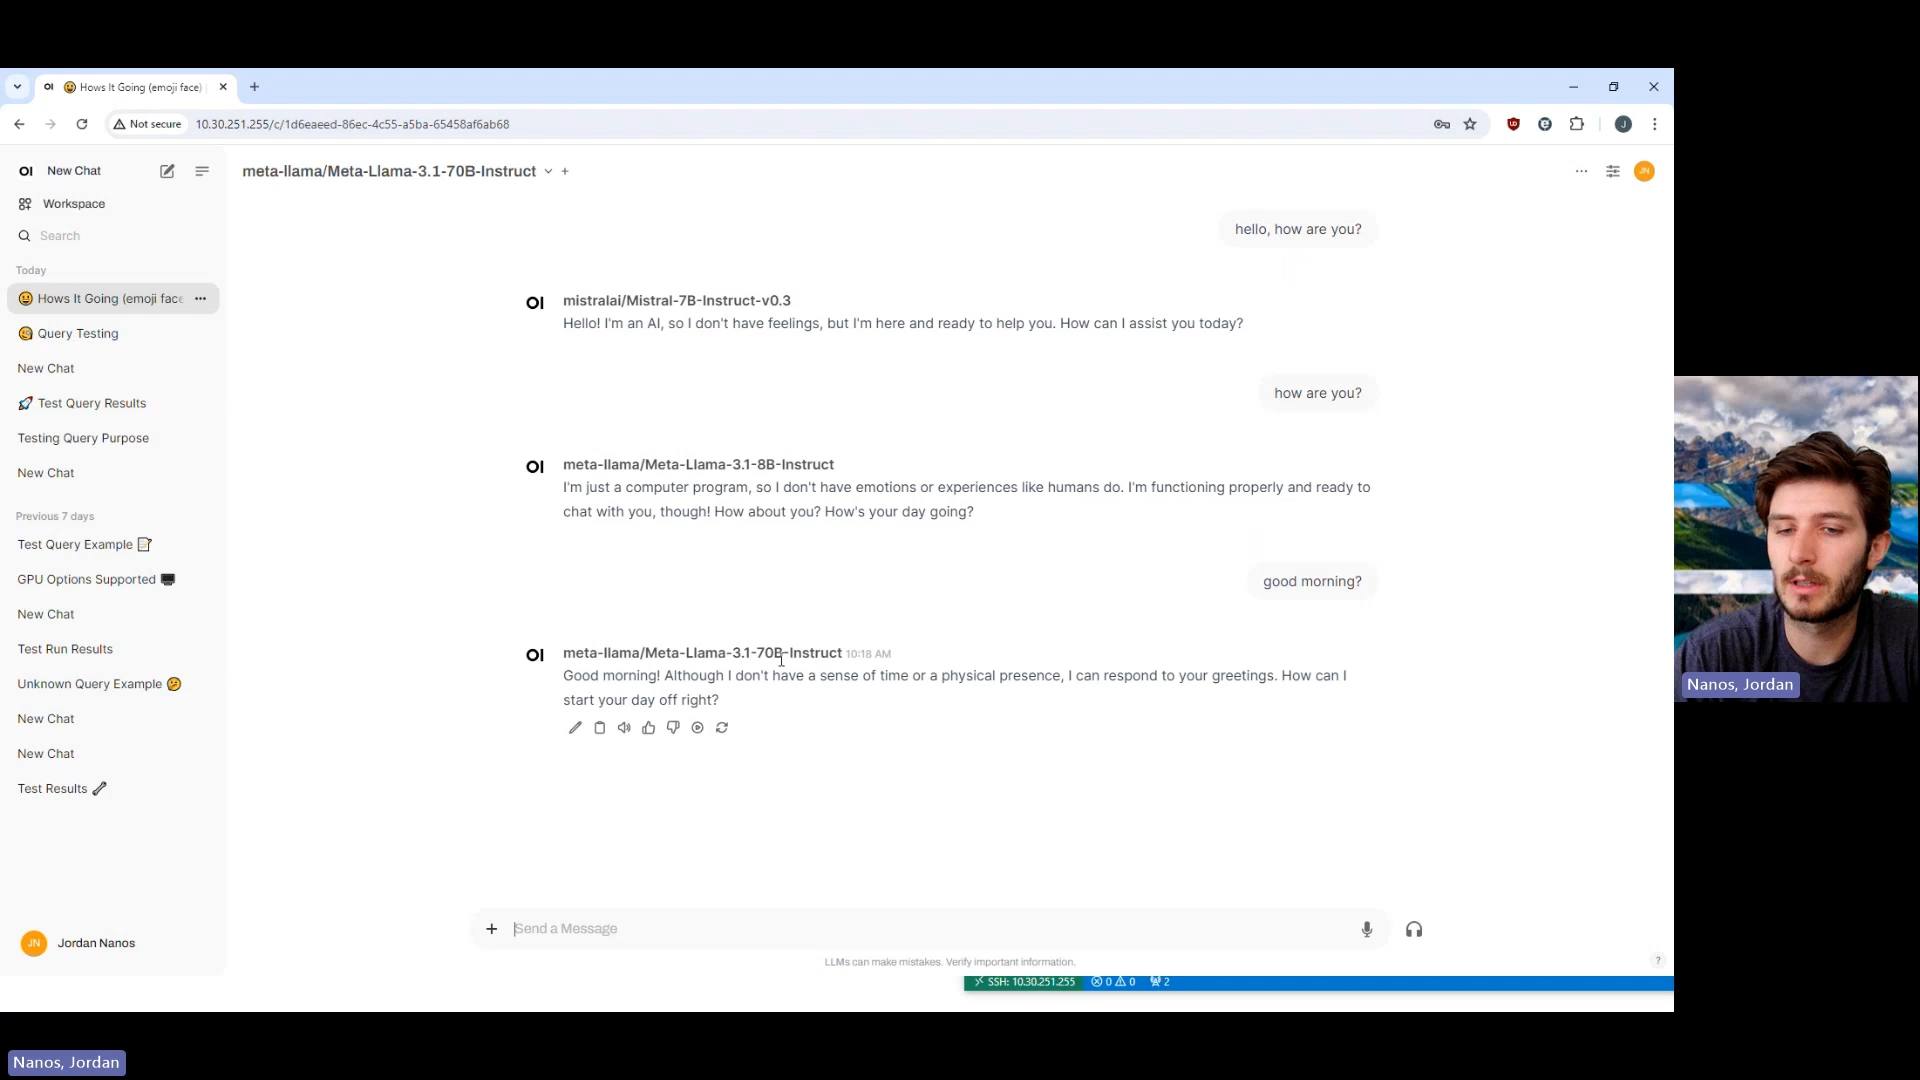 OI 😀 Hows It Going (emoji face)
Not secure 10.30.251.255/c/1d6eaeed-86ec-4c55-a5ba-65458af6ab68
J
OI New Chat
Workspace
Search
Today
😀 Hows It Going (emoji face
🧐 Query Testing
New Chat
🚀 Test Query Results
Testing Query Purpose
New Chat
Previous 7 days
Test Query Example 📝
GPU Options Supported 🖥️
New Chat
Test Run Results
Unknown Query Example 🤔
New Chat
New Chat
Test Results 🦯
JN Jordan Nanos
meta-llama/Meta-Llama-3.1-70B-Instruct
JN
hello, how are you?
OI mistralai/Mistral-7B-Instruct-v0.3
Hello! I'm an AI, so I don't have feelings, but I'm here and ready to help you. How can I assist you today?
how are you?
OI meta-llama/Meta-Llama-3.1-8B-Instruct
I'm just a computer program, so I don't have emotions or experiences like humans do. I'm functioning properly and ready to
chat with you, though! How about you? How's your day going?
good morning?
OI meta-llama/Meta-Llama-3.1-70B-Instruct 10:18 AM
Good morning! Although I don't have a sense of time or a physical presence, I can respond to your greetings. How can I
start your day off right?
Send a Message
LLMs can make mistakes. Verify important information.
?
SSH: 10.30.251.255 0 0 2
Nanos, Jordan
Nanos, Jordan